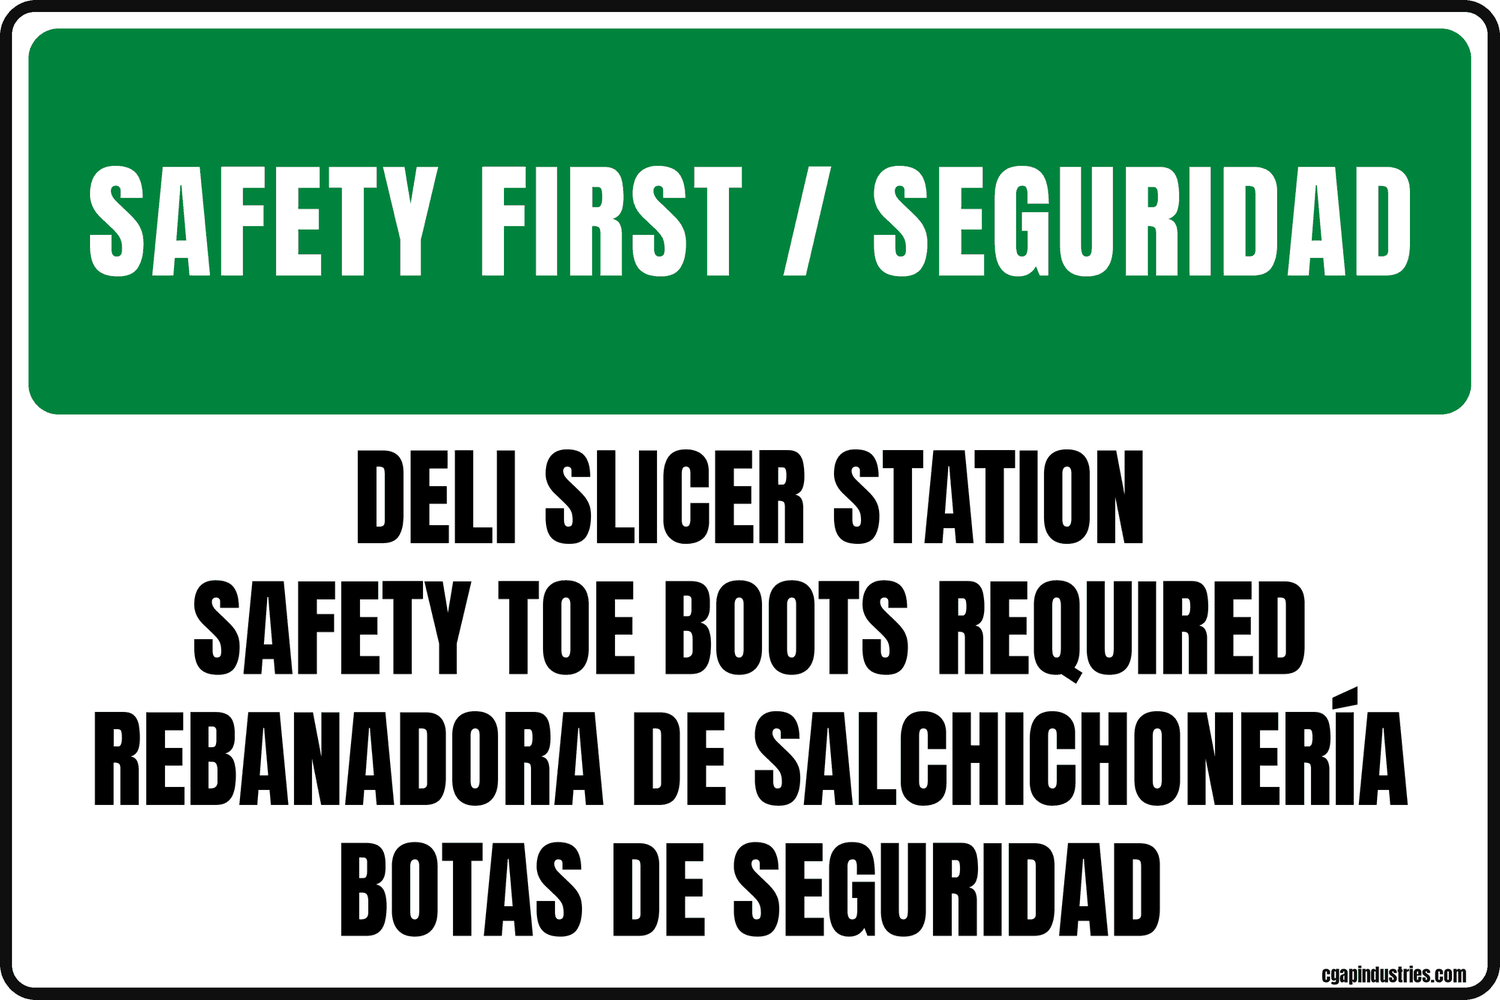 SAFETY FIRST / SEGURIDAD
DELI SLICER STATION
SAFETY TOE BOOTS REQUIRED
REBANADORA DE SALCHICHONERÍA
BOTAS DE SEGURIDAD
cgapindustries.com